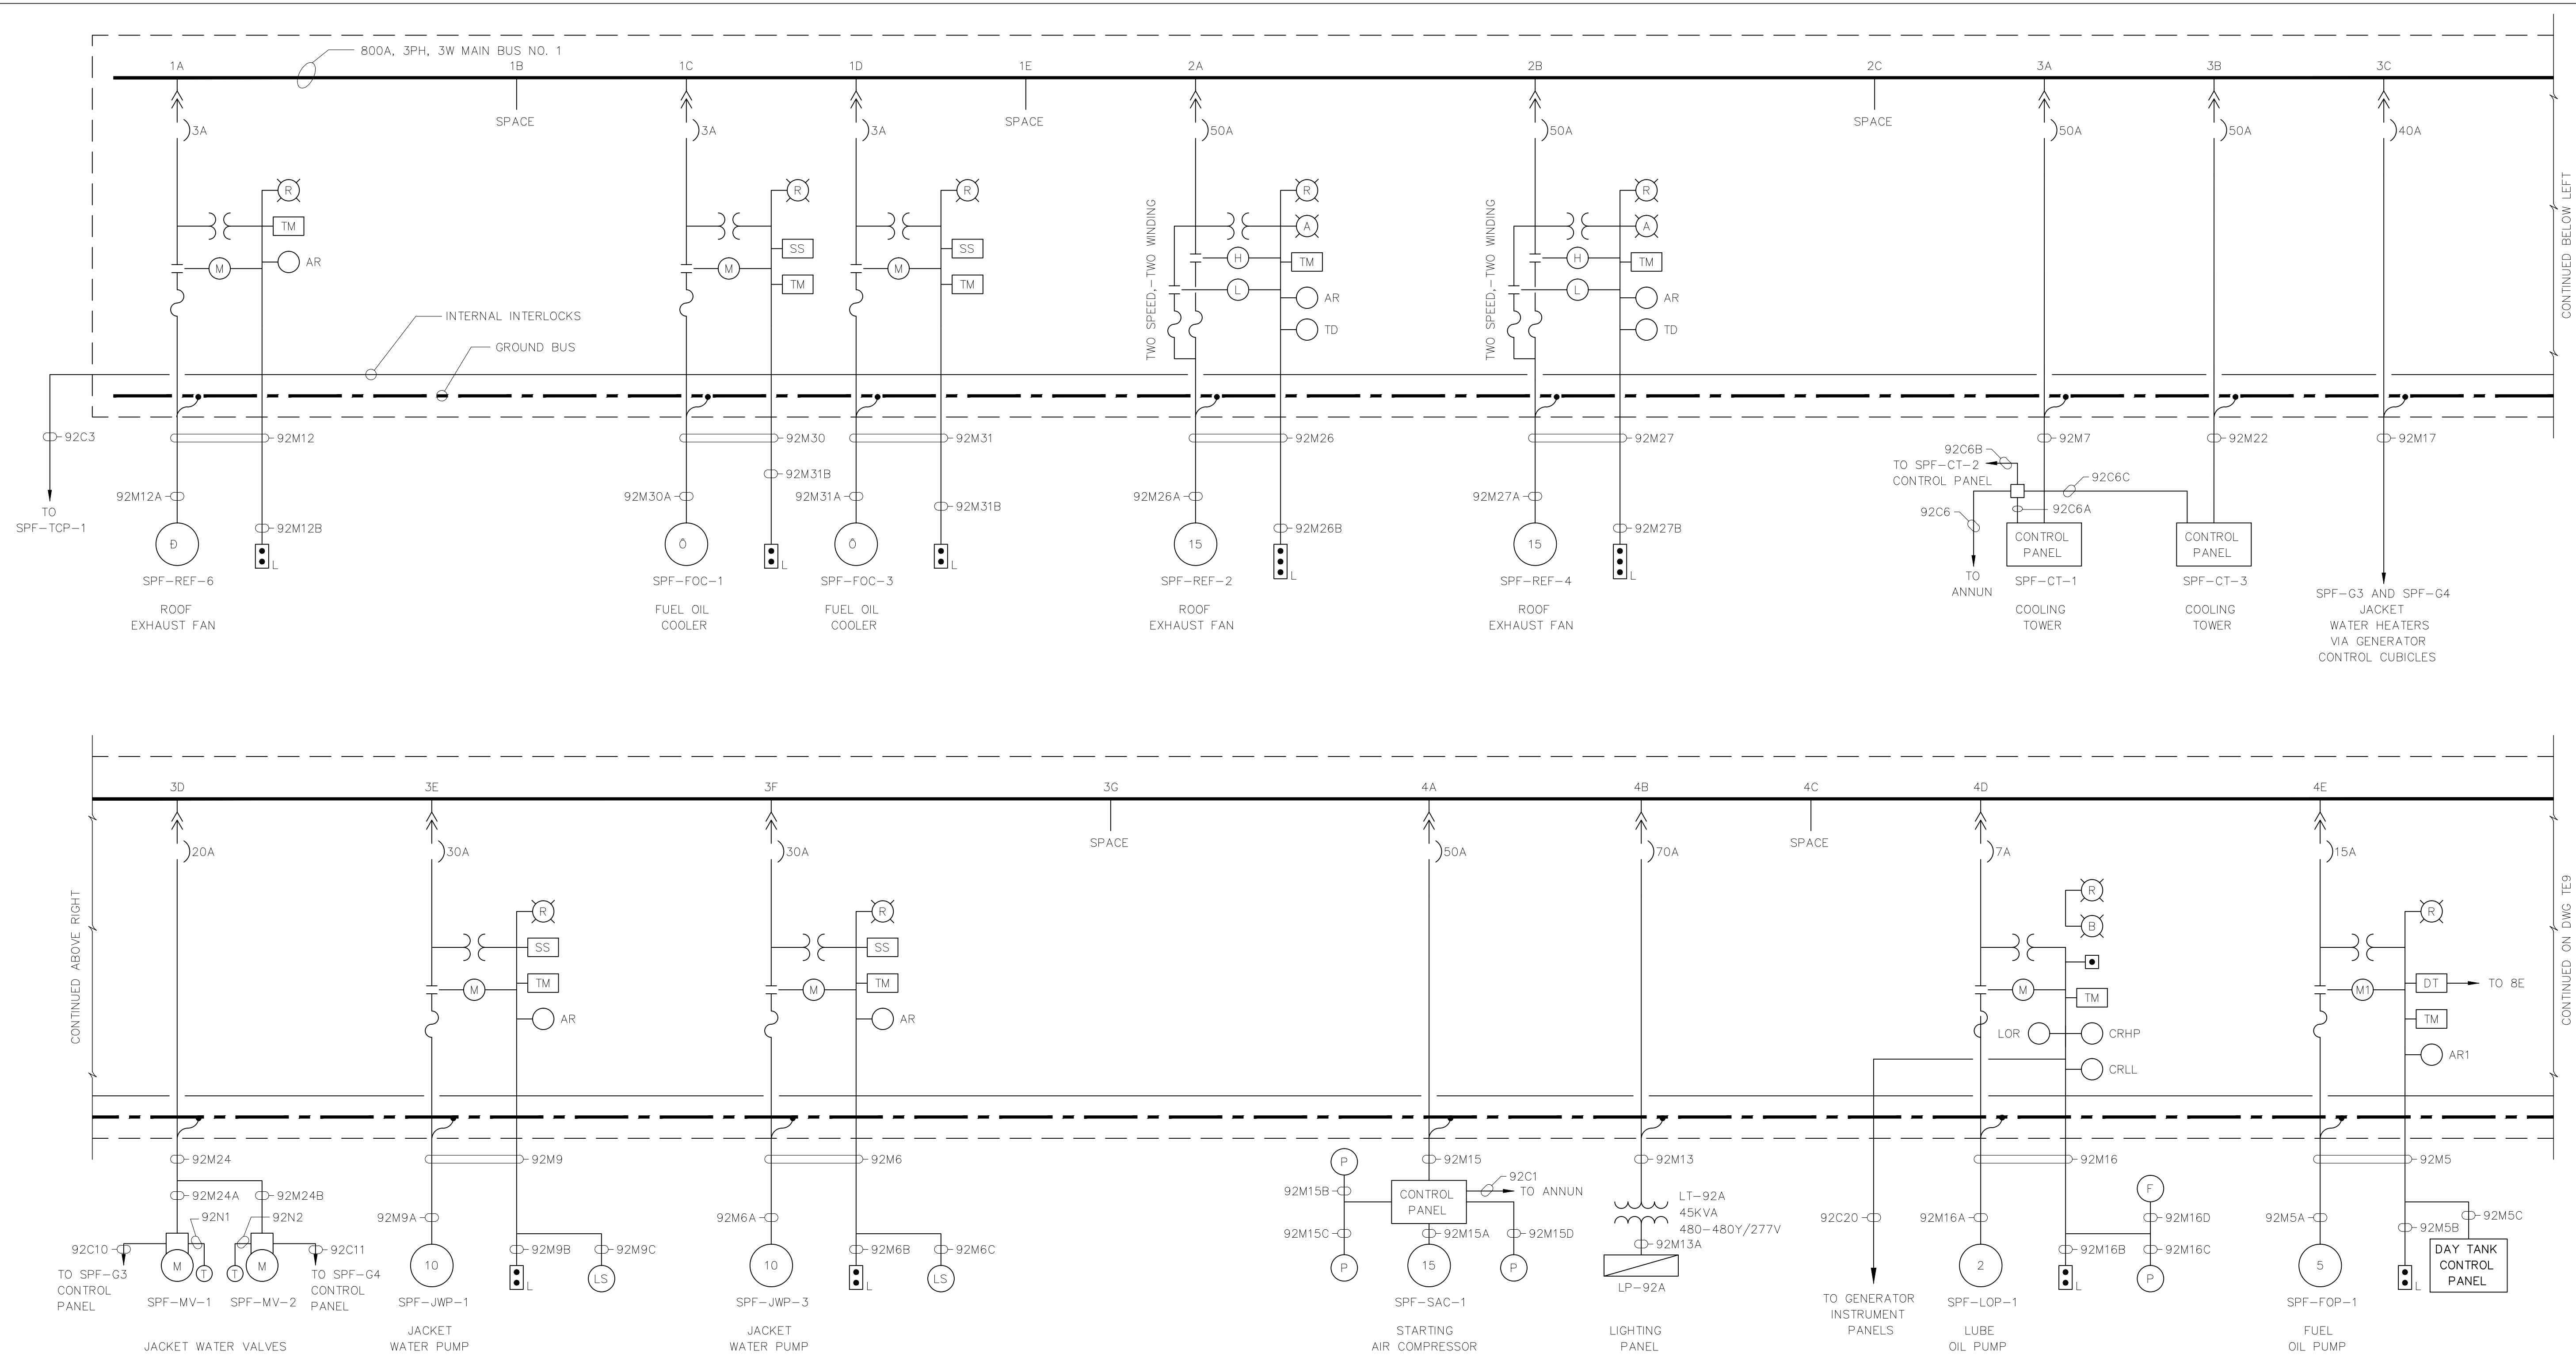 800A, 3PH, 3W MAIN BUS NO. 1
1A
1B
1C
1D
1E
2A
2B
2C
3A
3B
3C
SPACE
SPACE
SPACE
3A
3A
3A
50A
50A
50A
50A
40A
R
TM
AR
M
R
SS
M
TM
R
SS
M
TM
TWO SPEED,-TWO WINDING
R
A
H
TM
L
AR
TD
TWO SPEED,-TWO WINDING
R
A
H
TM
L
AR
TD
CONTINUED BELOW LEFT
INTERNAL INTERLOCKS
GROUND BUS
92C3
92M12
92M30
92M31
92M26
92M27
92M7
92M22
92M17
TO
SPF-TCP-1
92M12A
92M12B
92M30A
92M31B
92M31A
92M31B
92M26A
92M26B
92M27A
92M27B
92C6B
TO SPF-CT-2
CONTROL PANEL
92C6C
92C6
92C6A
TO
ANNUN
CONTROL
PANEL
CONTROL
PANEL
Đ
L
Ô
L
Ô
L
15
L
15
L
SPF-REF-6
ROOF
EXHAUST FAN
SPF-FOC-1
FUEL OIL
COOLER
SPF-FOC-3
FUEL OIL
COOLER
SPF-REF-2
ROOF
EXHAUST FAN
SPF-REF-4
ROOF
EXHAUST FAN
SPF-CT-1
COOLING
TOWER
SPF-CT-3
COOLING
TOWER
SPF-G3 AND SPF-G4
JACKET
WATER HEATERS
VIA GENERATOR
CONTROL CUBICLES
3D
3E
3F
3G
4A
4B
4C
4D
4E
SPACE
SPACE
20A
30A
30A
50A
70A
7A
15A
CONTINUED ABOVE RIGHT
R
SS
TM
M
AR
R
SS
TM
M
AR
R
B
M
TM
LOR
CRHP
CRLL
R
DT
TO 8E
M1
TM
AR1
CONTINUED ON DWG TE9
92M24
92M9
92M6
92M15
92M13
92M16
92M5
92M24A
92M24B
92N1
92N2
92C10
92C11
TO SPF-G3
CONTROL
PANEL
M
T
T
M
TO SPF-G4
CONTROL
PANEL
SPF-MV-1
SPF-MV-2
JACKET WATER VALVES
92M9A
92M9B
92M9C
10
L
LS
SPF-JWP-1
JACKET
WATER PUMP
92M6A
92M6B
92M6C
10
L
LS
SPF-JWP-3
JACKET
WATER PUMP
P
92M15B
CONTROL
PANEL
92C1
TO ANNUN
92M15C
92M15A
92M15D
P
15
P
SPF-SAC-1
STARTING
AIR COMPRESSOR
LT-92A
45KVA
480-480Y/277V
92M13A
LP-92A
LIGHTING
PANEL
92C20
TO GENERATOR
INSTRUMENT
PANELS
92M16A
F
92M16D
92M16B
92M16C
2
L
P
SPF-LOP-1
LUBE
OIL PUMP
92M5A
92M5B
92M5C
5
L
DAY TANK
CONTROL
PANEL
SPF-FOP-1
FUEL
OIL PUMP